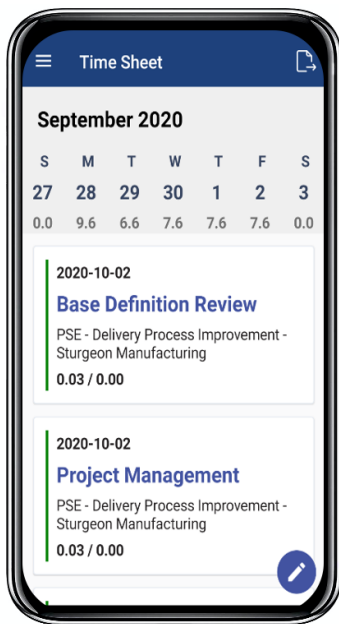 Time Sheet
September 2020
S M T W T F S
27 28 29 30 1 2 3
0.0 9.6 6.6 7.6 7.6 7.6 0.0
2020-10-02
Base Definition Review
PSE - Delivery Process Improvement -
Sturgeon Manufacturing
0.03 / 0.00
2020-10-02
Project Management
PSE - Delivery Process Improvement -
Sturgeon Manufacturing
0.03 / 0.00